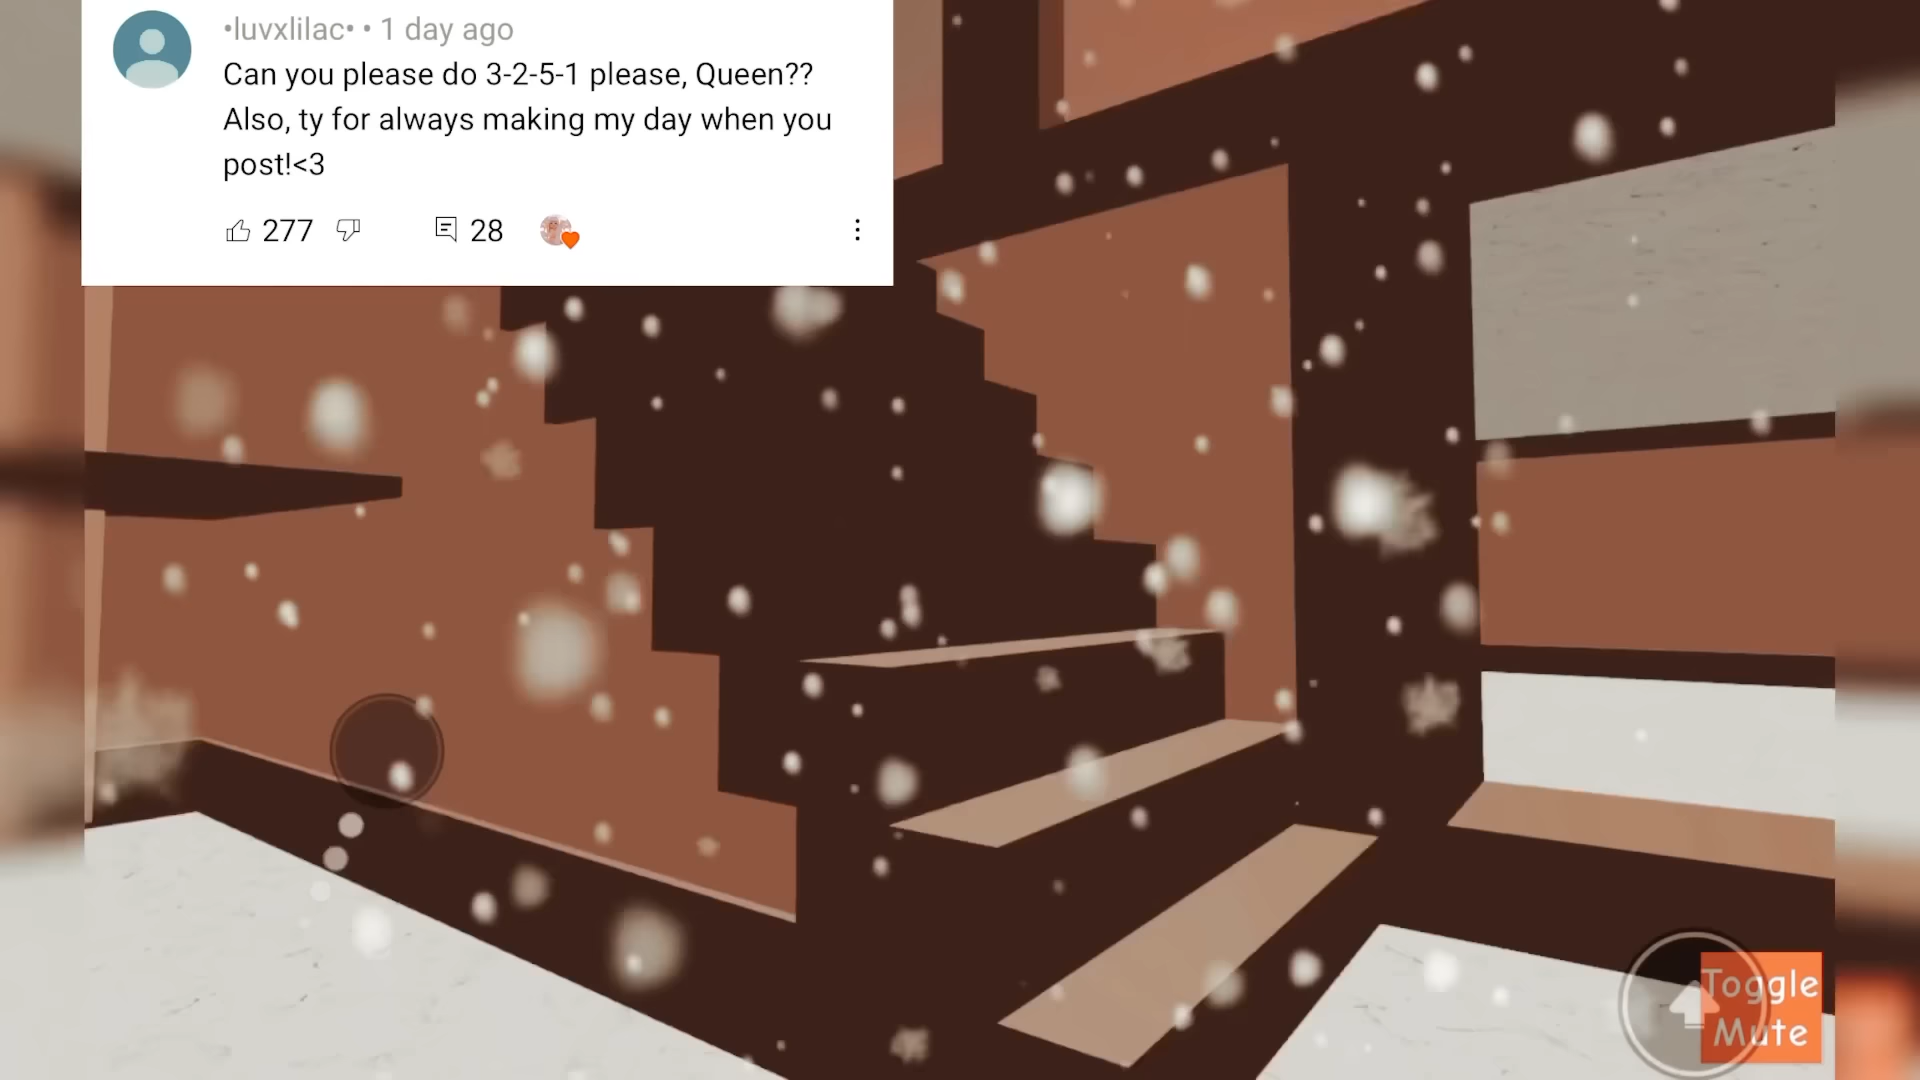 •luvxlilac• • 1 day ago
Can you please do 3-2-5-1 please, Queen??
Also, ty for always making my day when you
post!<3
277 28
Toggle
Mute